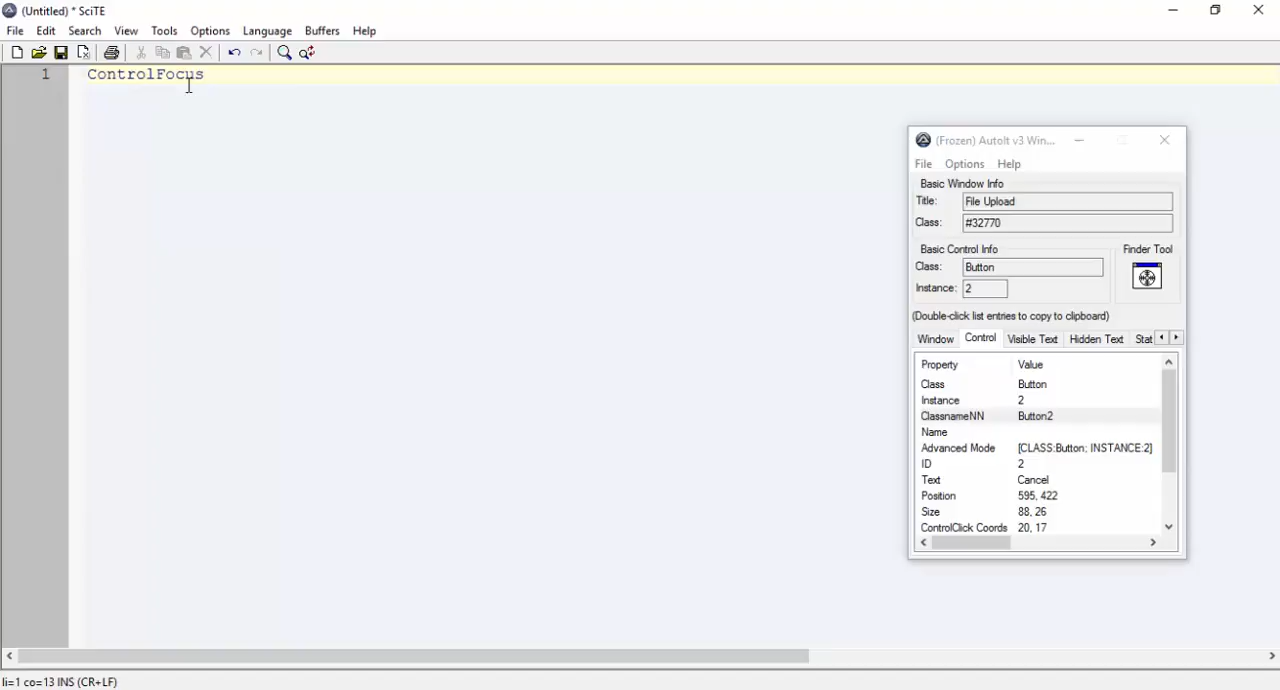 (Untitled) * SciTE
File Edit Search View Tools Options Language Buffers Help
1 ControlFocus
(Frozen) AutoIt v3 Win...
File Options Help
Basic Window Info
Title: File Upload
Class: #32770
Basic Control Info Finder Tool
Class: Button
Instance: 2
(Double-click list entries to copy to clipboard)
Window Control Visible Text Hidden Text Stat
Property Value
Class Button
Instance 2
ClassnameNN Button2
Name
Advanced Mode [CLASS:Button; INSTANCE:2]
ID 2
Text Cancel
Position 595, 422
Size 88, 26
ControlClick Coords 20, 17
li=1 co=13 INS (CR+LF)